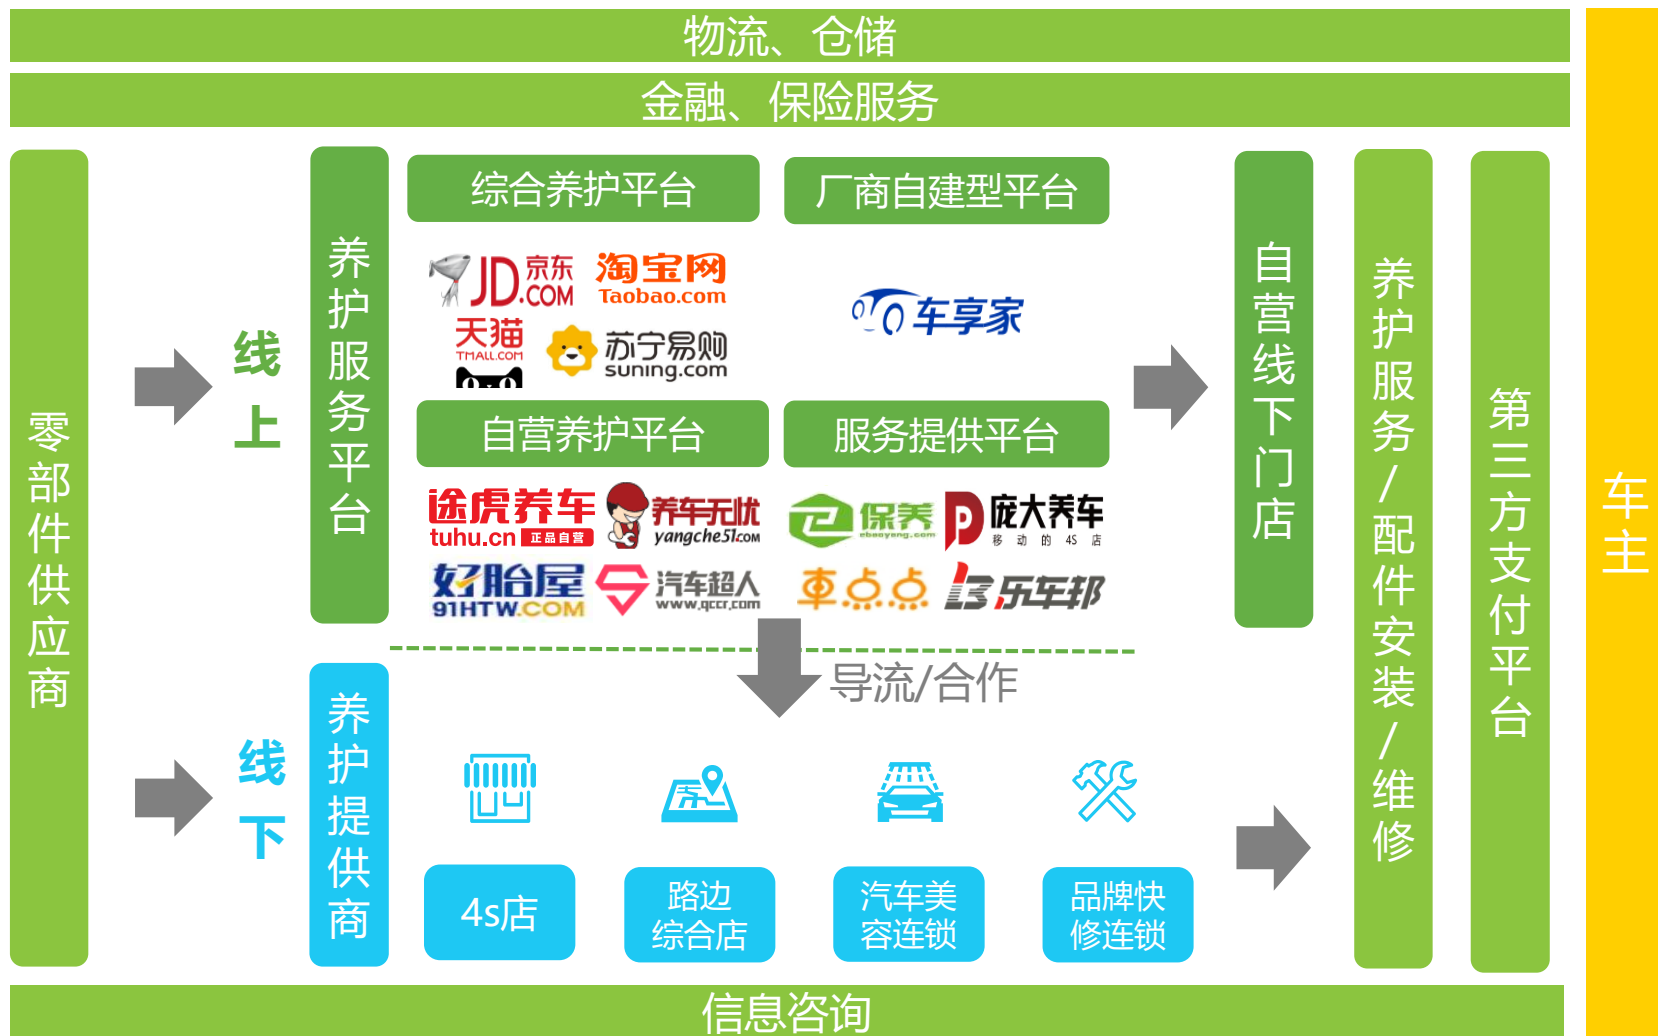 物流、仓储
金融、保险服务
零部件供应商
线上
养护服务平台
综合养护平台
厂商自建型平台
JD京东
.COM
淘宝网
Taobao.com
天猫
TMALL.COM
苏宁易购
suning.com
车享家
自营养护平台
服务提供平台
途虎养车
tuhu.cn 正品自营
养车无忧
yangche51.com
e保养
ebaoyang.com
庞大养车
移动的4S店
好胎屋
91HTW.COM
汽车超人
www.qccr.com
車点点
乐车邦
自营线下门店
导流/合作
线下
养护提供商
4s店
路边
综合店
汽车美
容连锁
品牌快
修连锁
养护服务/配件安装/维修
第三方支付平台
车主
信息咨询